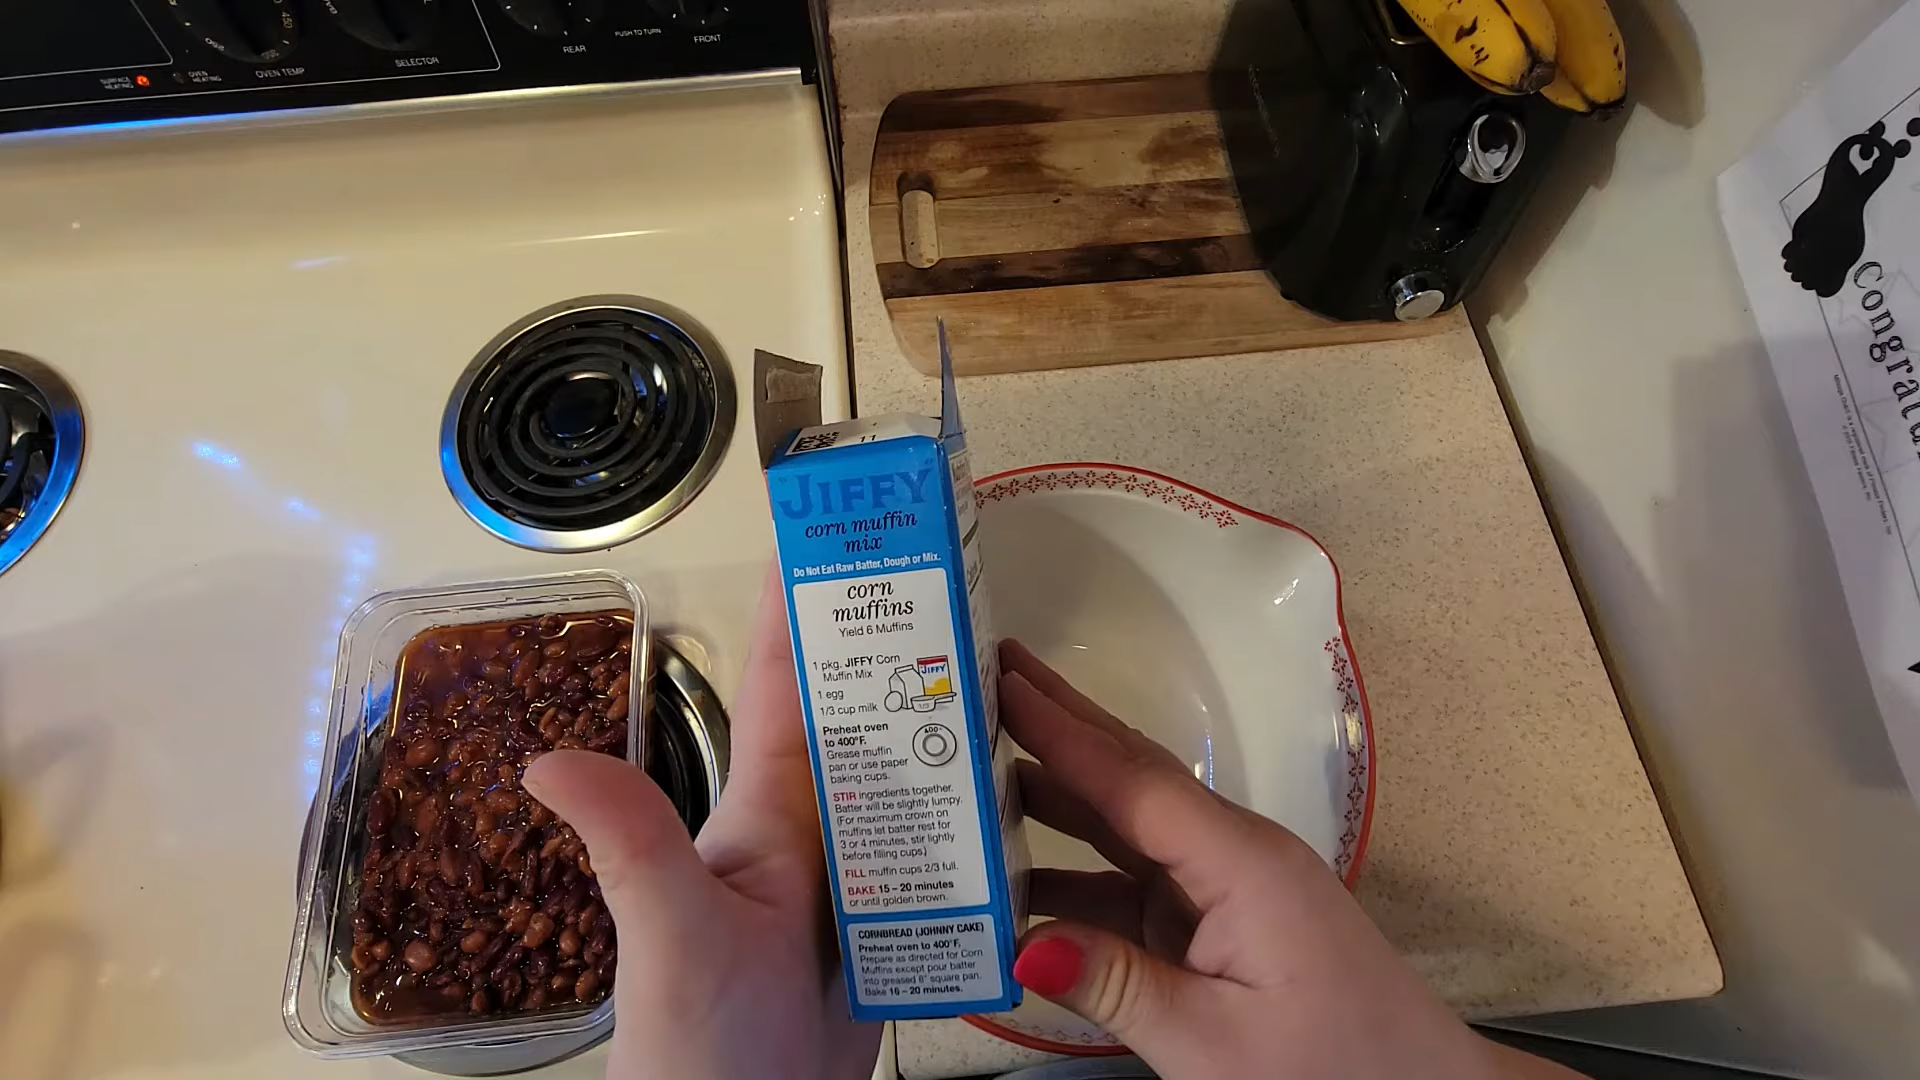 450
SURFACE
HEATING
OVEN
HEATING
OVEN TEMP
SELECTOR
REAR
PUSH TO TURN
FRONT
11
"JIFFY"
corn muffin
mix
Do Not Eat Raw Batter, Dough or Mix.
corn
muffins
Yield 6 Muffins
1 pkg. JIFFY Corn
Muffin Mix
1 egg
1/3 cup milk
JIFFY
1/3
Preheat oven
to 400°F.
Grease muffin
pan or use paper
baking cups.
400°
STIR ingredients together.
Batter will be slightly lumpy.
(For maximum crown on
muffins let batter rest for
3 or 4 minutes, stir lightly
before filling cups.)
FILL muffin cups 2/3 full.
BAKE 15 – 20 minutes
or until golden brown.
CORNBREAD (JOHNNY CAKE)
Preheat oven to 400°F.
Prepare as directed for Corn
Muffins except pour batter
into greased 8" square pan.
Bake 16 – 20 minutes.
Congrat